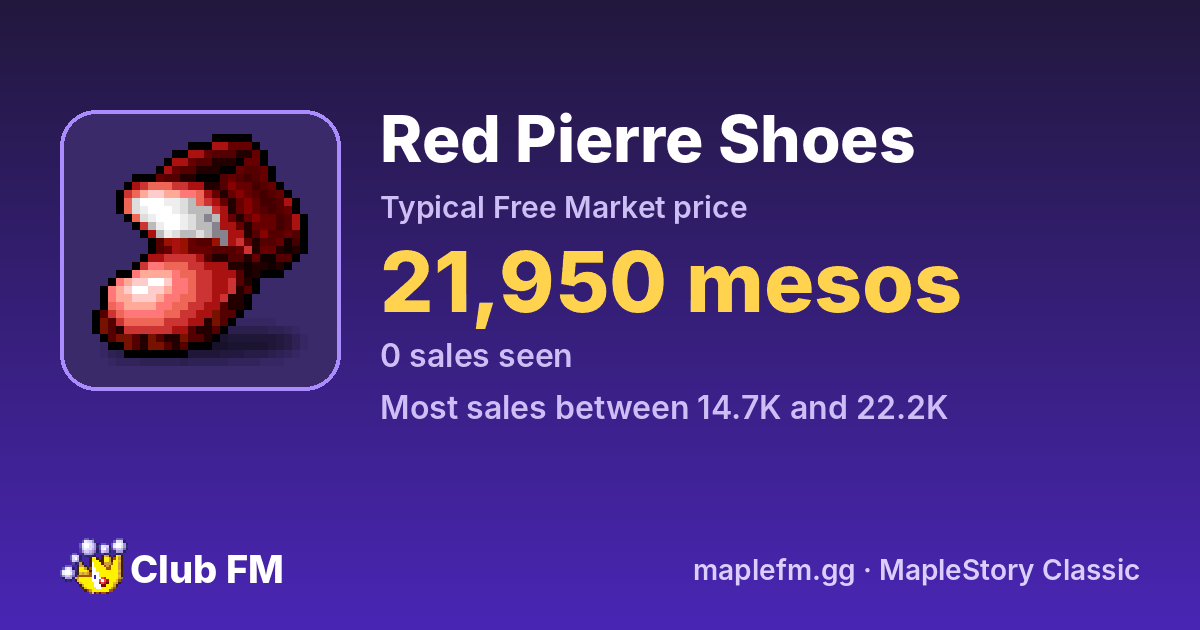 Red Pierre Shoes
Typical Free Market price
21,950 mesos
0 sales seen
Most sales between 14.7K and 22.2K
Club FM
maplefm.gg · MapleStory Classic